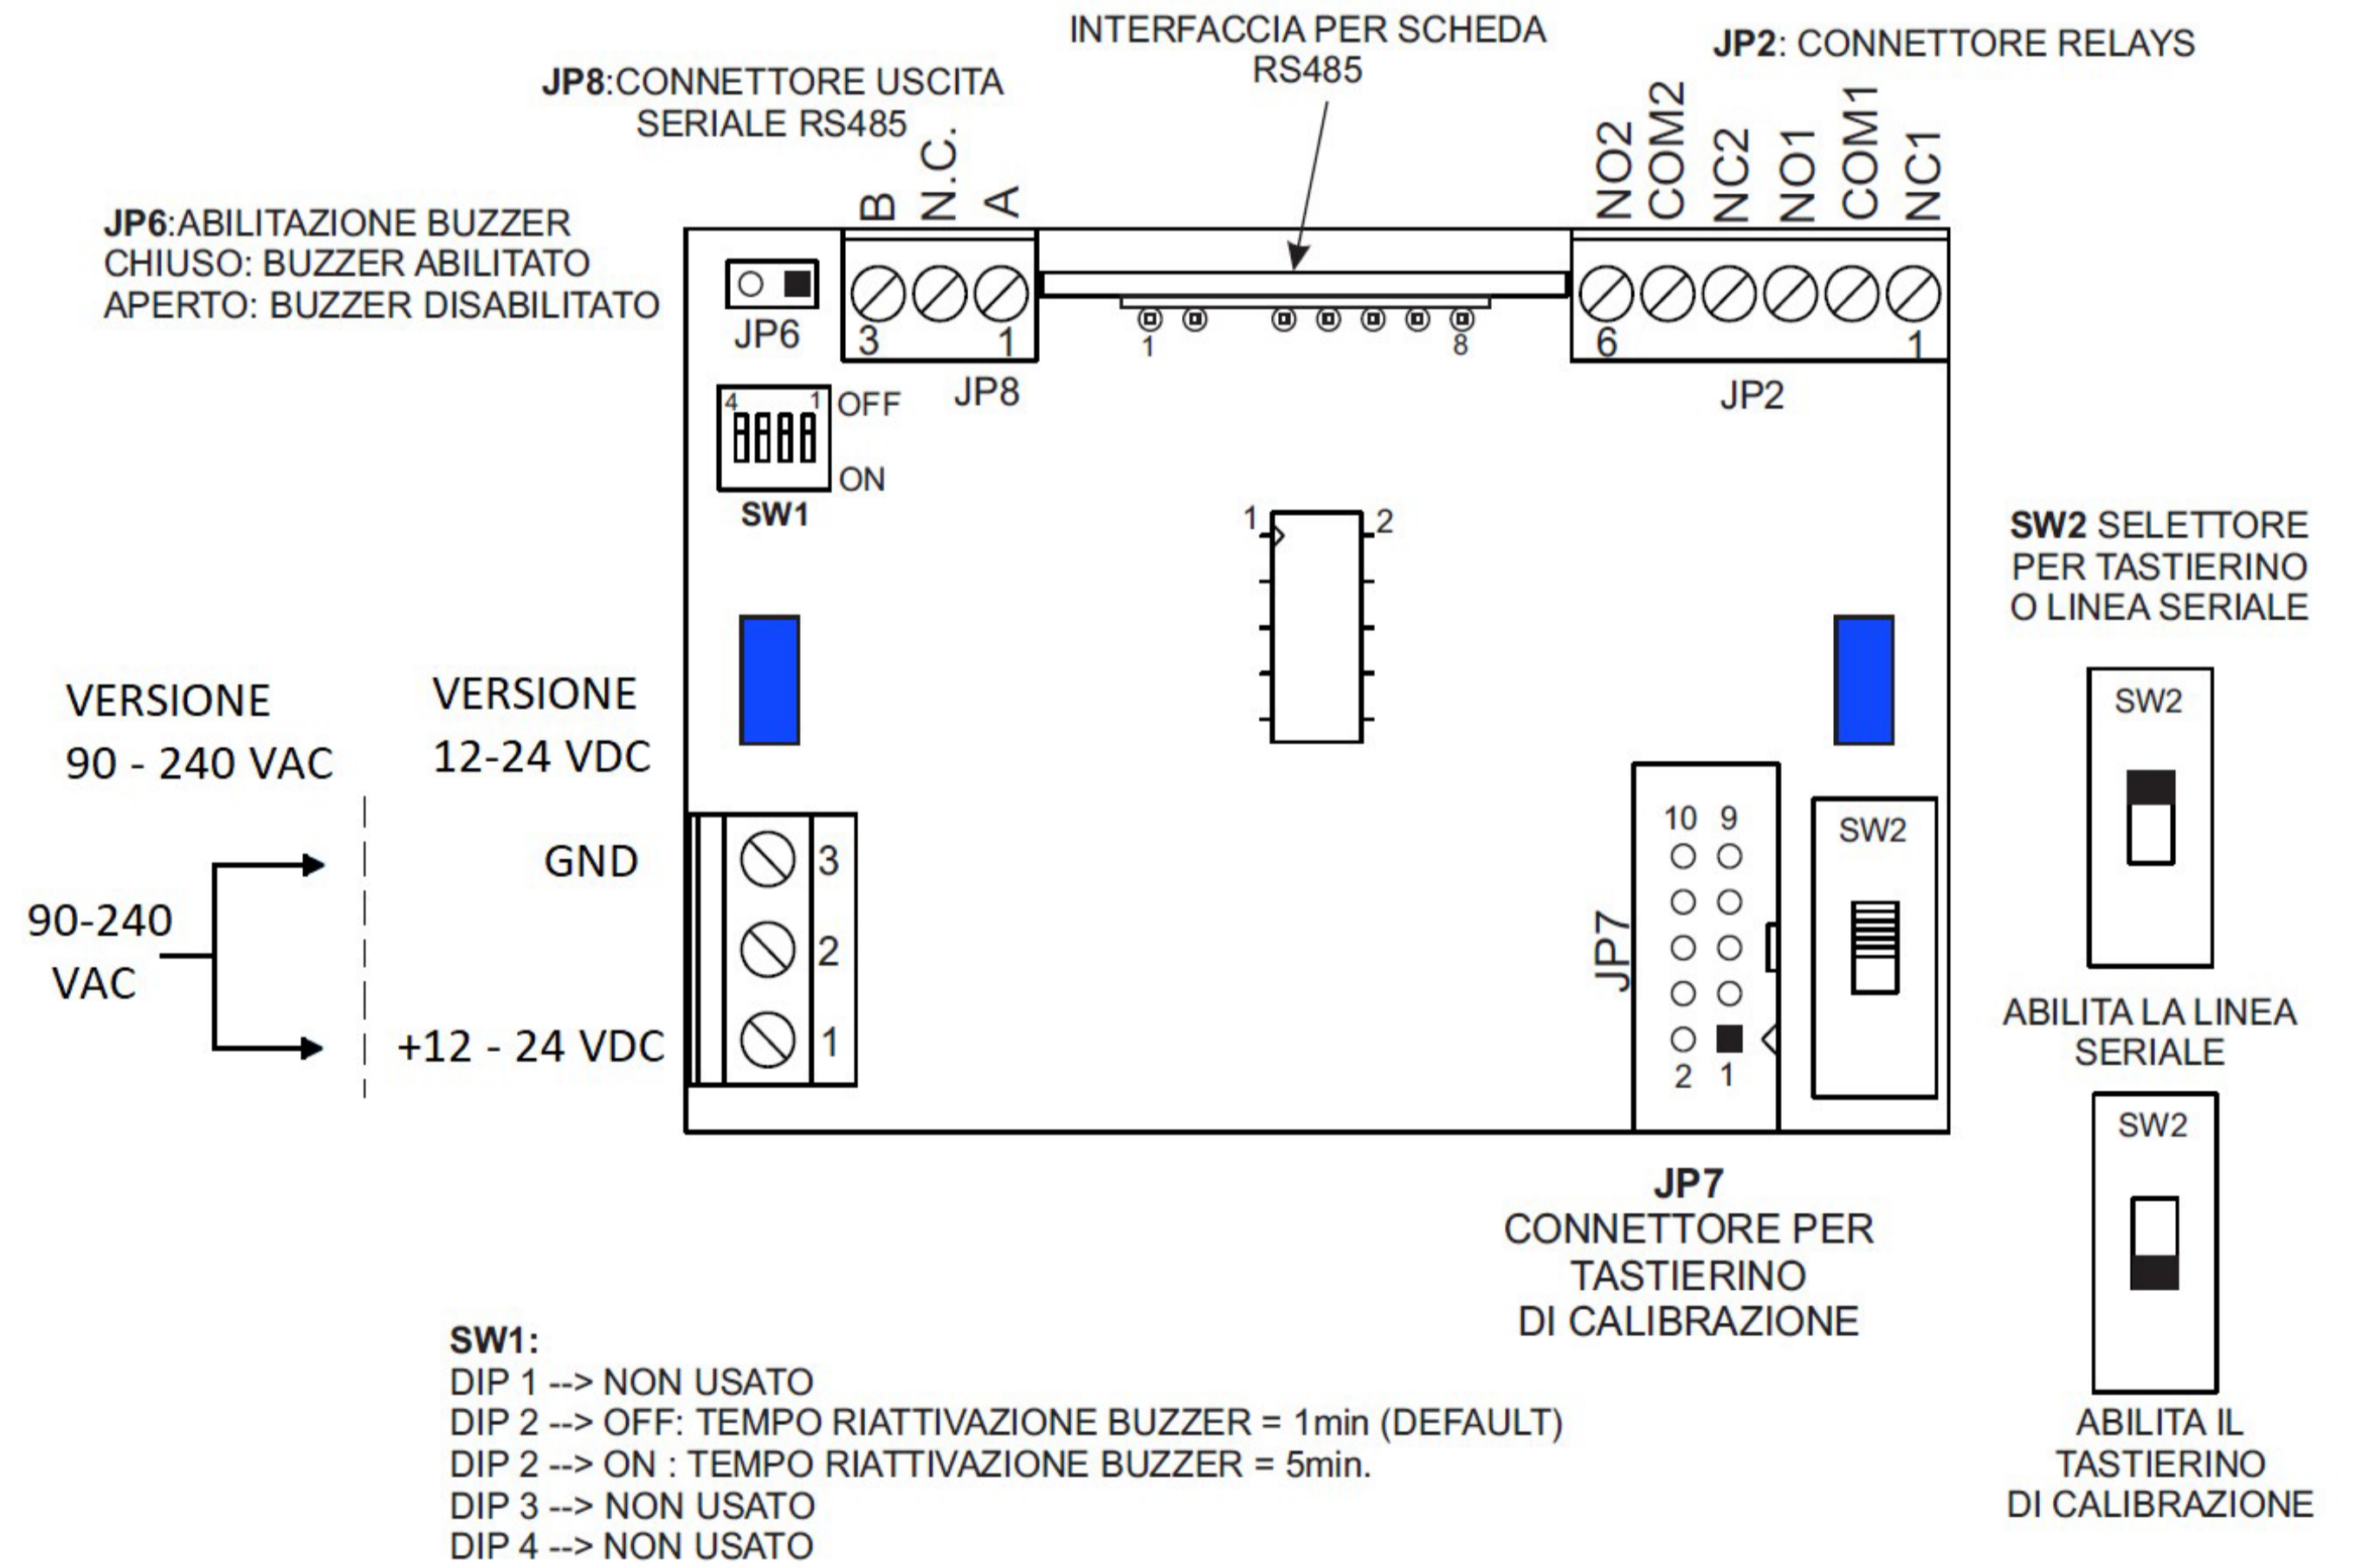 INTERFACCIA PER SCHEDA
RS485
JP2: CONNETTORE RELAYS
JP8:CONNETTORE USCITA
SERIALE RS485
B
N.C.
A
NO2
COM2
NC2
NO1
COM1
NC1
JP6:ABILITAZIONE BUZZER
CHIUSO: BUZZER ABILITATO
APERTO: BUZZER DISABILITATO
JP6
3
1
JP8
1
8
6
1
JP2
4
1
OFF
ON
SW1
1
2
SW2 SELETTORE
PER TASTIERINO
O LINEA SERIALE
SW2
ABILITA LA LINEA
SERIALE
SW2
ABILITA IL
TASTIERINO
DI CALIBRAZIONE
VERSIONE
90 - 240 VAC
VERSIONE
12-24 VDC
90-240
VAC
GND
+12 - 24 VDC
3
2
1
10 9
JP7
2 1
SW2
JP7
CONNETTORE PER
TASTIERINO
DI CALIBRAZIONE
SW1:
DIP 1 --> NON USATO
DIP 2 --> OFF: TEMPO RIATTIVAZIONE BUZZER = 1min (DEFAULT)
DIP 2 --> ON : TEMPO RIATTIVAZIONE BUZZER = 5min.
DIP 3 --> NON USATO
DIP 4 --> NON USATO